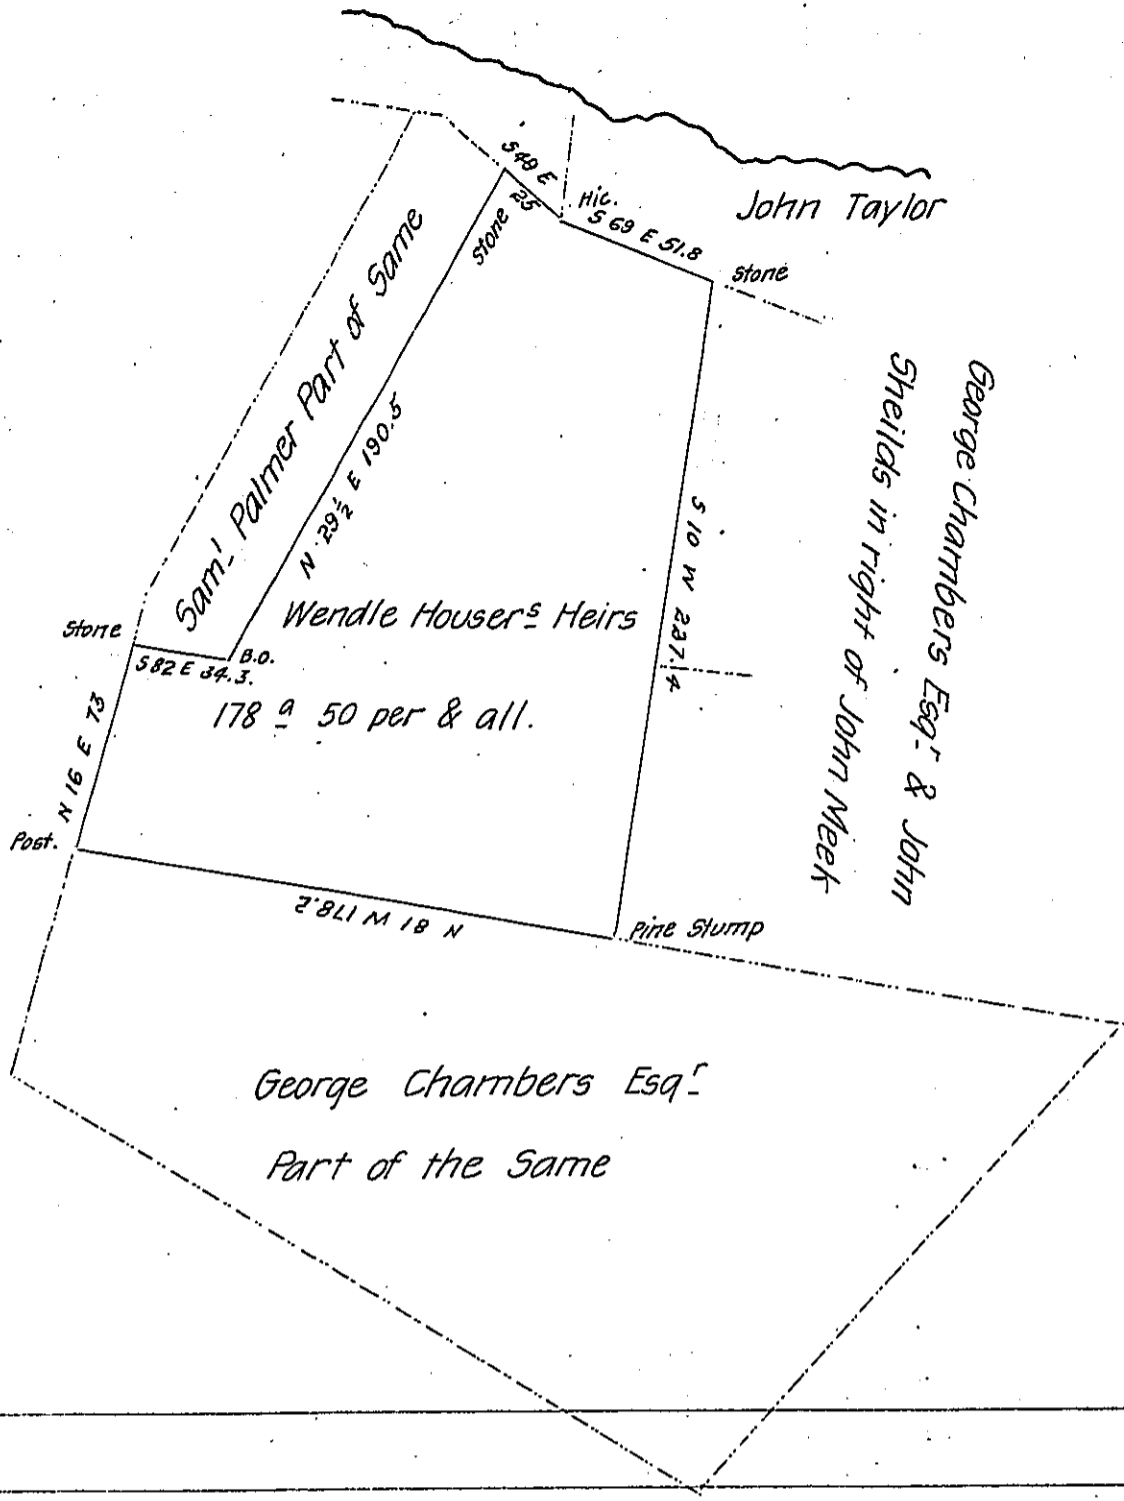 S 49 E
25
Hic.
S 69 E 51.8
John Taylor
Stone
Stone
Sam! Palmer Part of Same
N 29½ E 190.5
George Chambers Esqr & John
Sheilds in right of John Meek
S 10 W 227.4
Stone
S 82 E 34.3.
B.O.
Wendle Housers Heirs
178 a 50 per & all.
N 16 E 73
Post.
N 81 W 178.2
Pine Stump
George Chambers Esqr
Part of the Same